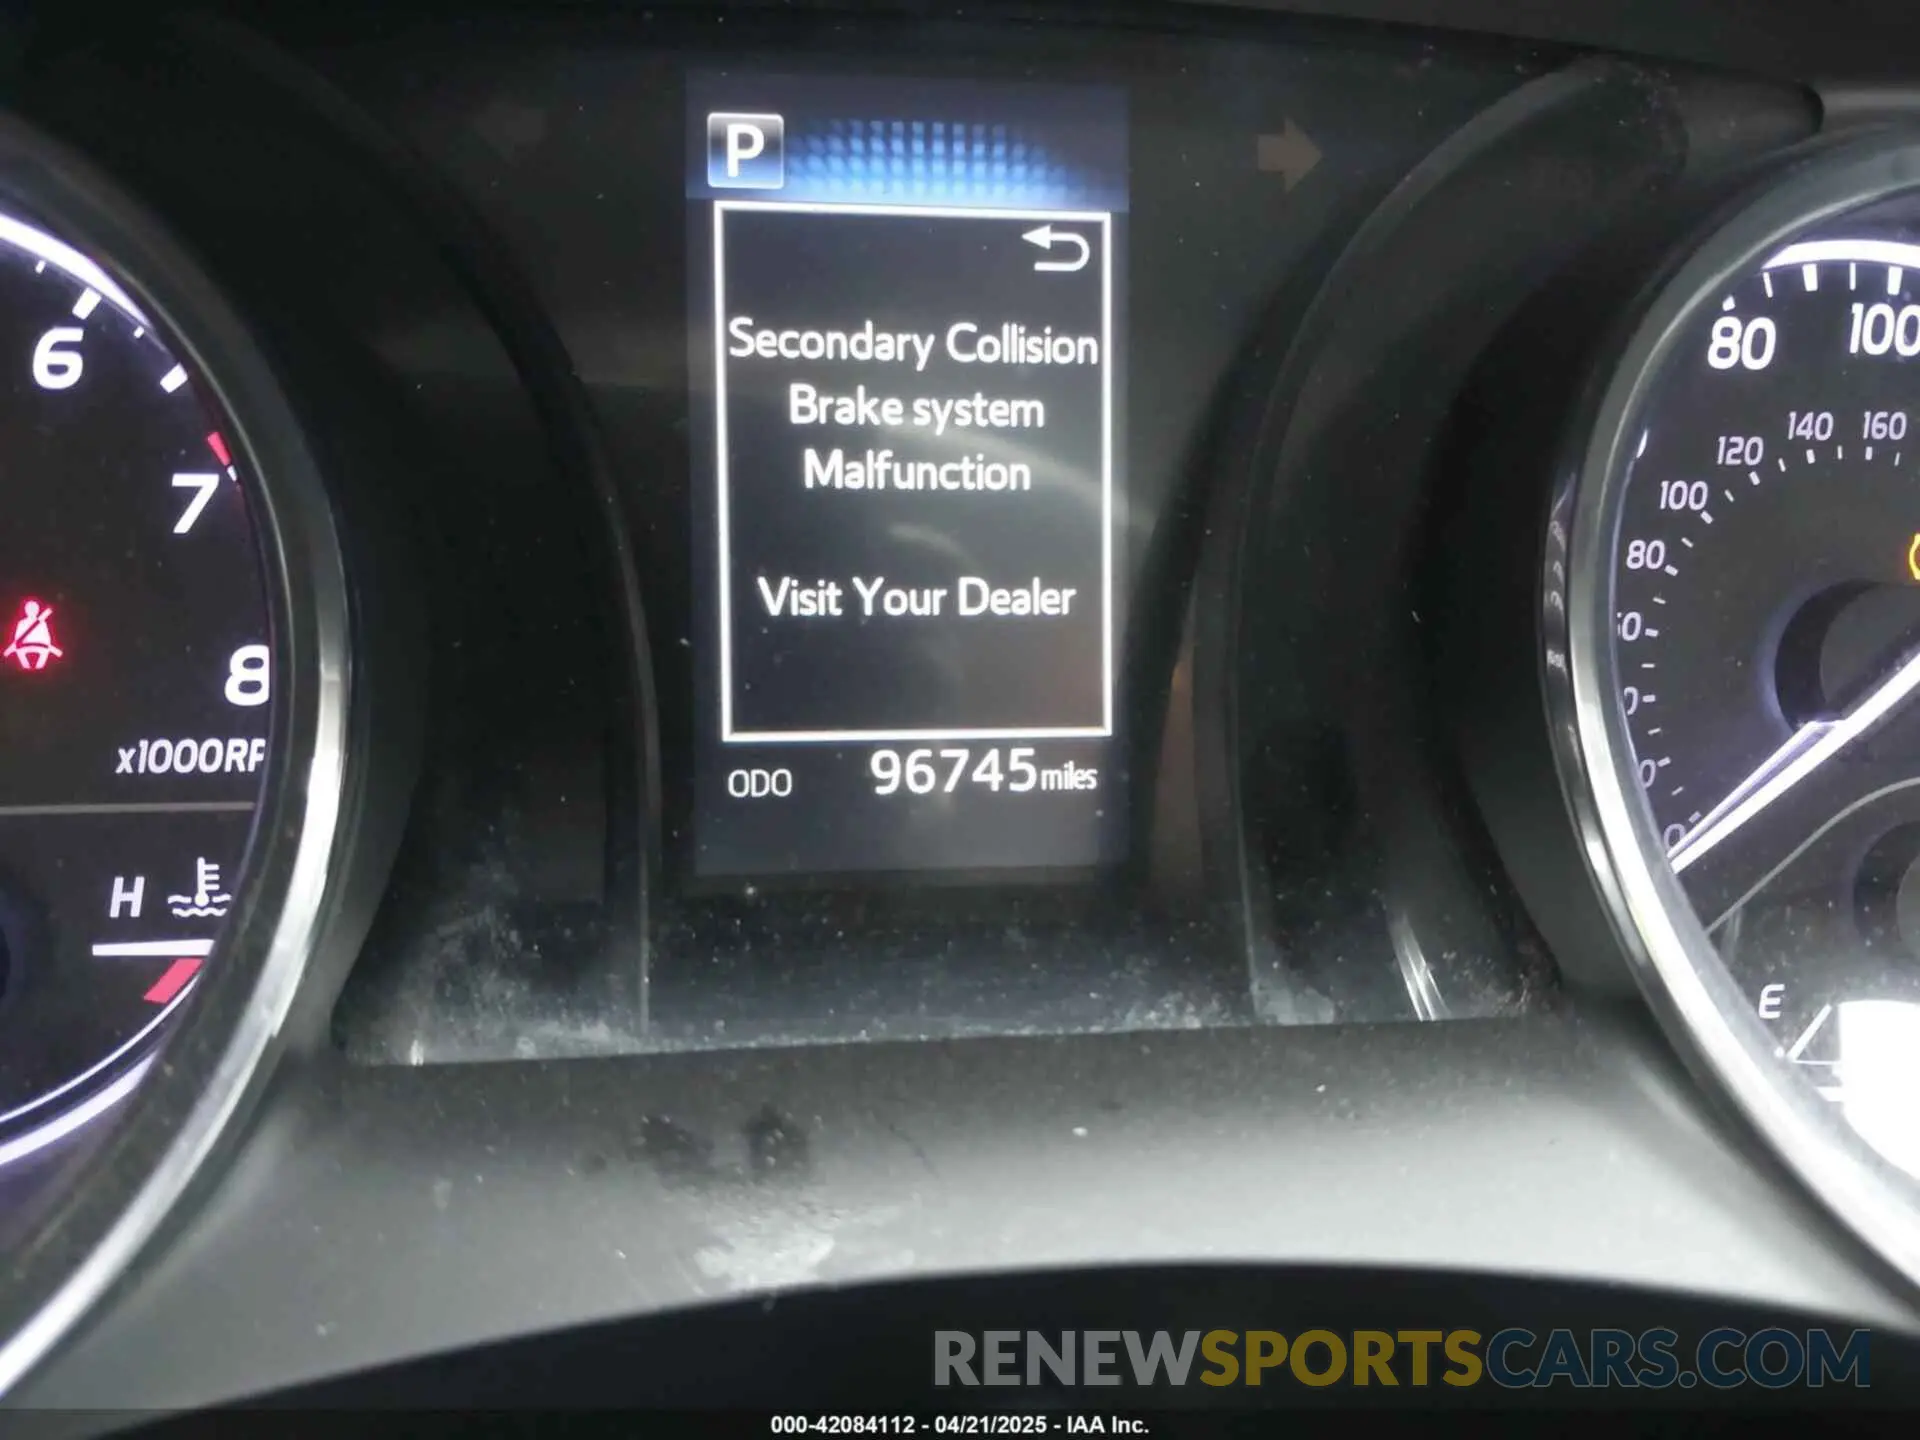 P
Secondary Collision
Brake system
Malfunction
Visit Your Dealer
ODO 96745 miles
6
7
8
x1000RP
H
80 100
100 120 140 160
80
E
RENEWSPORTSCARS.COM
000-42084112 - 04/21/2025 - IAA Inc.